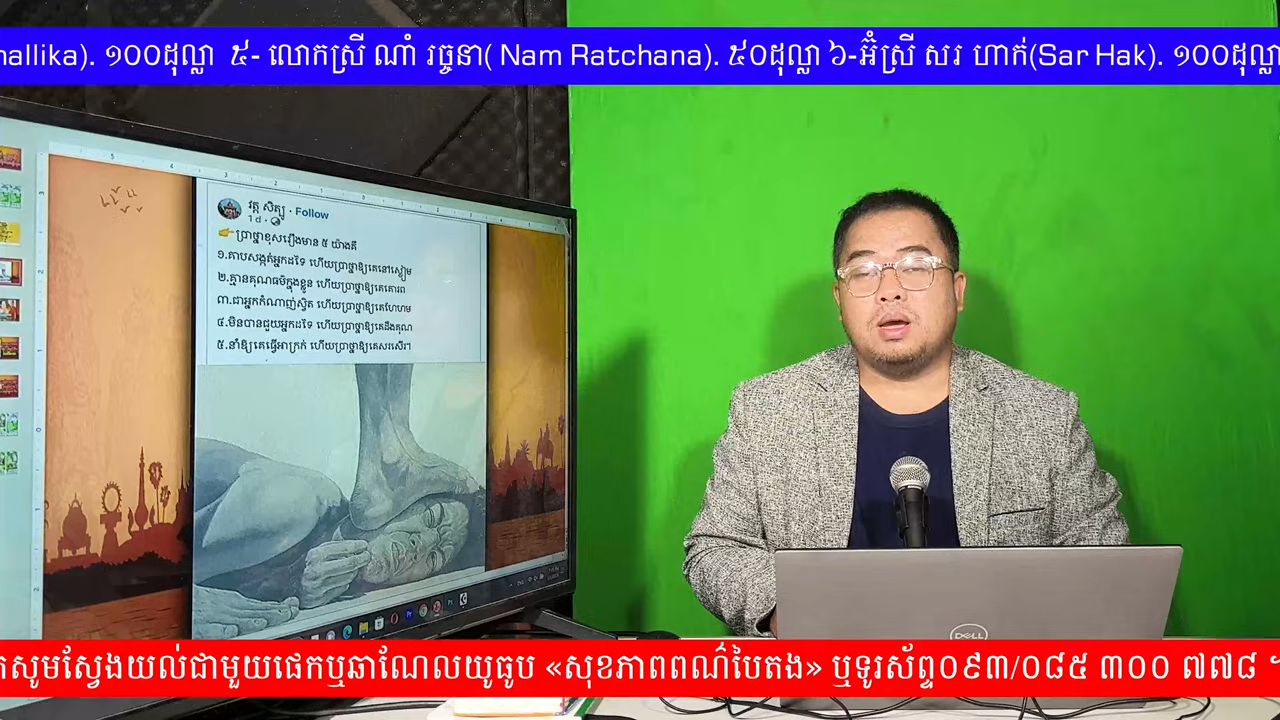 hallika). ១០០ដុល្លា ៥- លោកស្រី ណាំ រច្ចនា( Nam Ratchana). ៥០ដុល្លា ៦-អ៊ំស្រី សរ ហាក់(Sar Hak). ១០០ដុល្លា
វត្ត សិត្បូ · Follow
1d ·
ប្រាថ្នាខុសរឿងមាន ៥ យ៉ាងគឺ
១.គាបសង្កត់អ្នកដទៃ ហើយប្រាថ្នាឱ្យគេនៅស្ងៀម
២.គ្មានគុណធម៌ក្នុងខ្លួន ហើយប្រាថ្នាឱ្យគេគោរព
៣.ជាអ្នកកំណាញ់ស្វិត ហើយប្រាថ្នាឱ្យគេហែហម
៤.មិនបានជួយអ្នកដទៃ ហើយប្រាថ្នាឱ្យគេដឹងគុណ
៥.នាំឱ្យគេធ្វើអាក្រក់ ហើយប្រាថ្នាឱ្យគេសរសើរ។
DELL
សូមស្វែងយល់ជាមួយផេកឬឆាណែលយូធូប «សុខភាពពណ៌បៃតង» ឬទូរស័ព្ទ០៩៣/០៨៥ ៣០០ ៧៧៨ ។